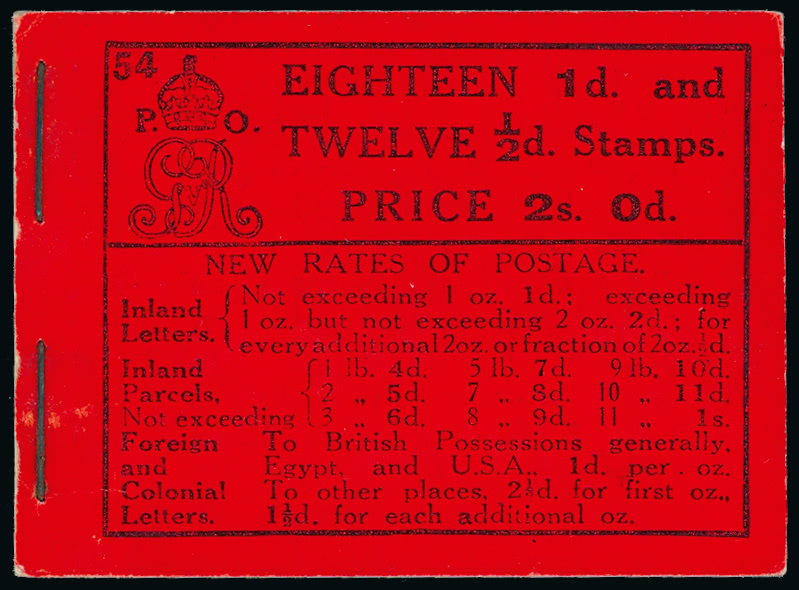 54
P. O.
GvR
EIGHTEEN 1d. and
TWELVE ½d. Stamps.
PRICE 2s. 0d.
NEW RATES OF POSTAGE.
Inland Letters. { Not exceeding 1 oz. 1d.; exceeding
1 oz. but not exceeding 2 oz. 2d.; for
every additional 2oz. or fraction of 2oz. ½d.
Inland { 1 lb. 4d. 5 lb. 7d. 9 lb. 10d.
Parcels, 2 „ 5d. 7 „ 8d. 10 „ 11d.
Not exceeding 3 „ 6d. 8 „ 9d. 11 „ 1s.
Foreign To British Possessions generally,
and Egypt, and U.S.A., 1d. per. oz.
Colonial To other places, 2½d. for first oz.,
Letters. 1½d. for each additional oz.